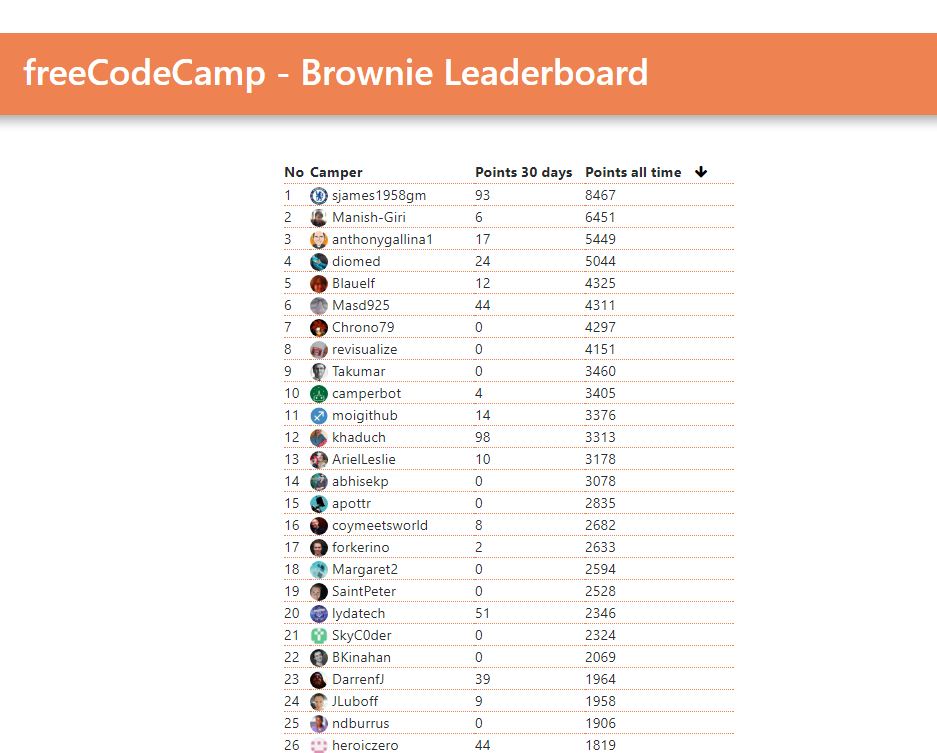 freeCodeCamp - Brownie Leaderboard
No Camper Points 30 days Points all time
1 sjames1958gm 93 8467
2 Manish-Giri 6 6451
3 anthonygallina1 17 5449
4 diomed 24 5044
5 Blauelf 12 4325
6 Masd925 44 4311
7 Chrono79 0 4297
8 revisualize 0 4151
9 Takumar 0 3460
10 camperbot 4 3405
11 moigithub 14 3376
12 khaduch 98 3313
13 ArielLeslie 10 3178
14 abhisekp 0 3078
15 apottr 0 2835
16 coymeetsworld 8 2682
17 forkerino 2 2633
18 Margaret2 0 2594
19 SaintPeter 0 2528
20 lydatech 51 2346
21 SkyC0der 0 2324
22 BKinahan 0 2069
23 DarrenfJ 39 1964
24 JLuboff 9 1958
25 ndburrus 0 1906
26 heroiczero 44 1819